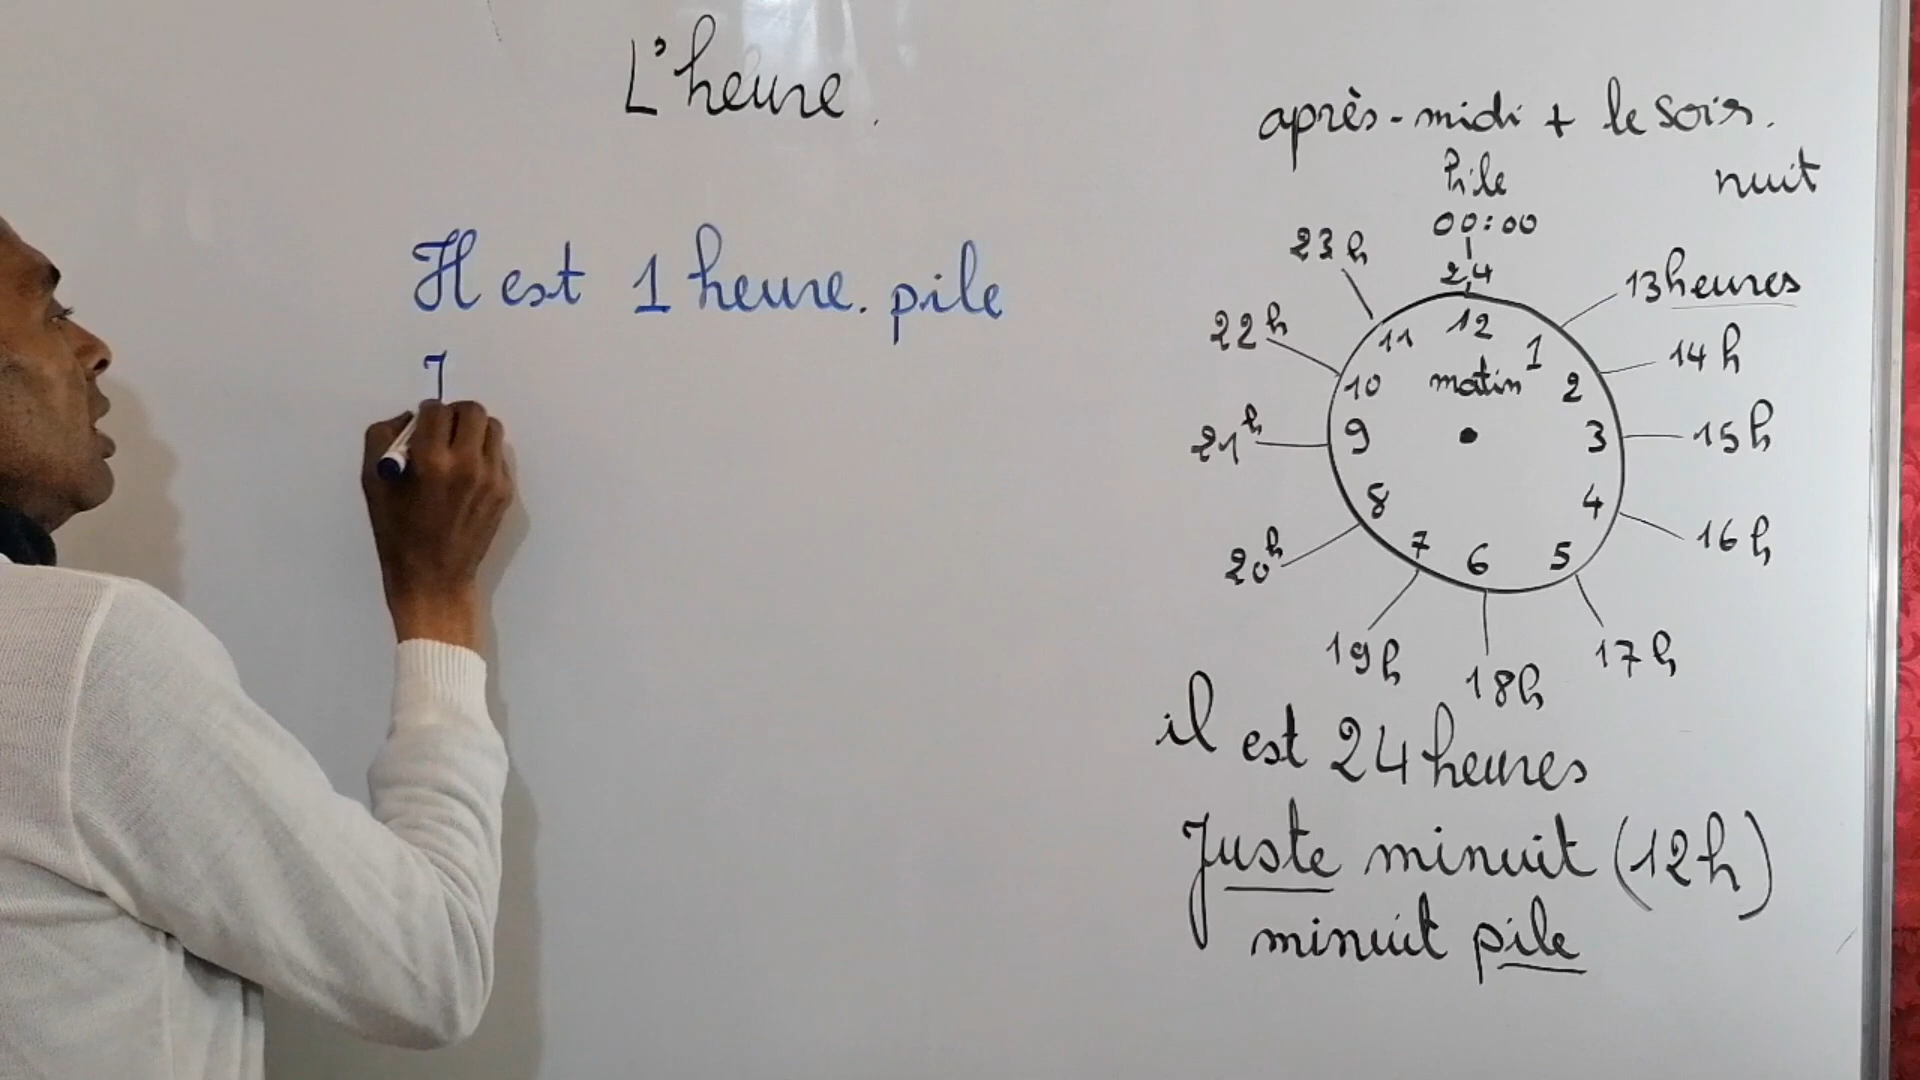 L'heure.
après-midi + le soir.
nuit
Pile
00:00
24
Il est 1 heure. pile
I
matin
12
1
2
3
4
5
6
7
8
9
10
11
13 heures
14 h
15 h
16 h
17 h
18 h
19 h
20 h
21 h
22 h
23 h
il est 24 heures
Juste minuit (12h)
minuit pile